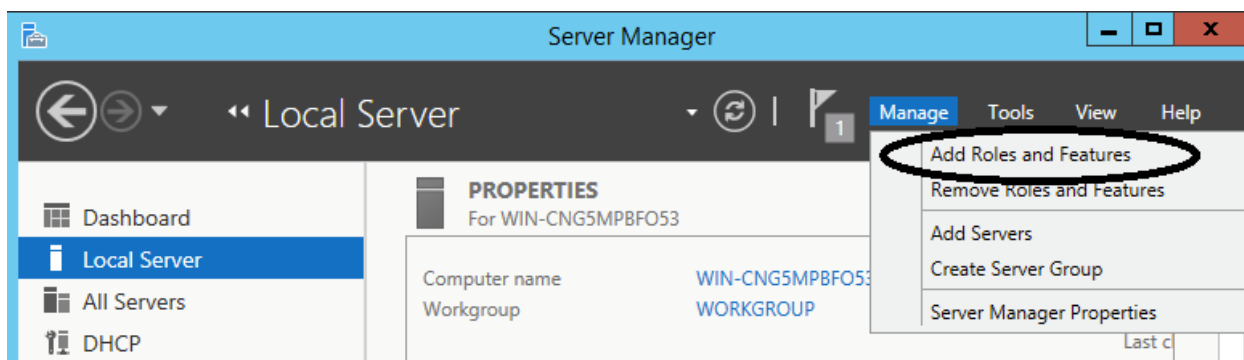 Server Manager
Local Server
1
Manage Tools View Help
Add Roles and Features
Remove Roles and Features
Add Servers
Create Server Group
Server Manager Properties
Dashboard
Local Server
All Servers
DHCP
PROPERTIES
For WIN-CNG5MPBFO53
Computer name WIN-CNG5MPBFO53
Workgroup WORKGROUP
Last